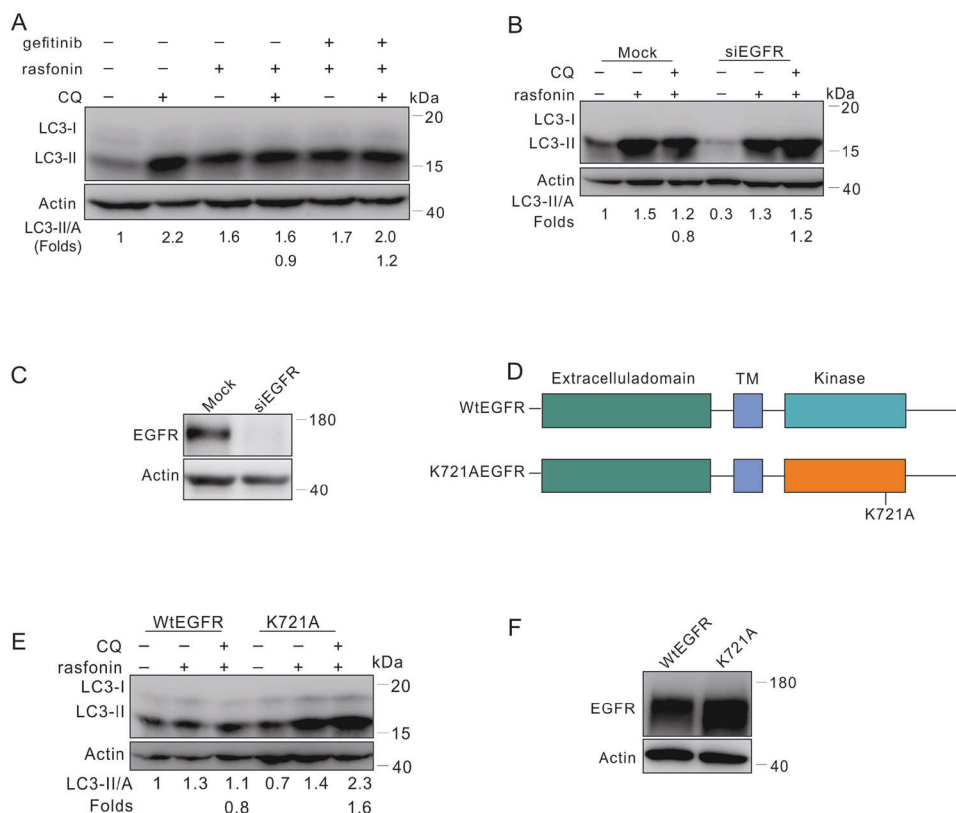 A
gefitinib – – – – + +
rasfonin – – + + + +
CQ – + – + – + kDa
LC3-I 20
LC3-II 15
Actin 40
LC3-II/A (Folds) 1 2.2 1.6 1.6 1.7 2.0
0.9 1.2
B
Mock siEGFR
CQ – – + – – +
rasfonin – + + – + + kDa
20
LC3-I
LC3-II 15
Actin 40
LC3-II/A
Folds 1 1.5 1.2 0.3 1.3 1.5
0.8 1.2
C
Mock siEGFR
180
EGFR
Actin
40
D
Extracelluladomain TM Kinase
WtEGFR
K721AEGFR
K721A
E
WtEGFR K721A
CQ – – + – – +
rasfonin – + + – + + kDa
LC3-I 20
LC3-II
15
Actin 40
LC3-II/A 1 1.3 1.1 0.7 1.4 2.3
Folds 0.8 1.6
F
WtEGFR K721A
180
EGFR
Actin 40